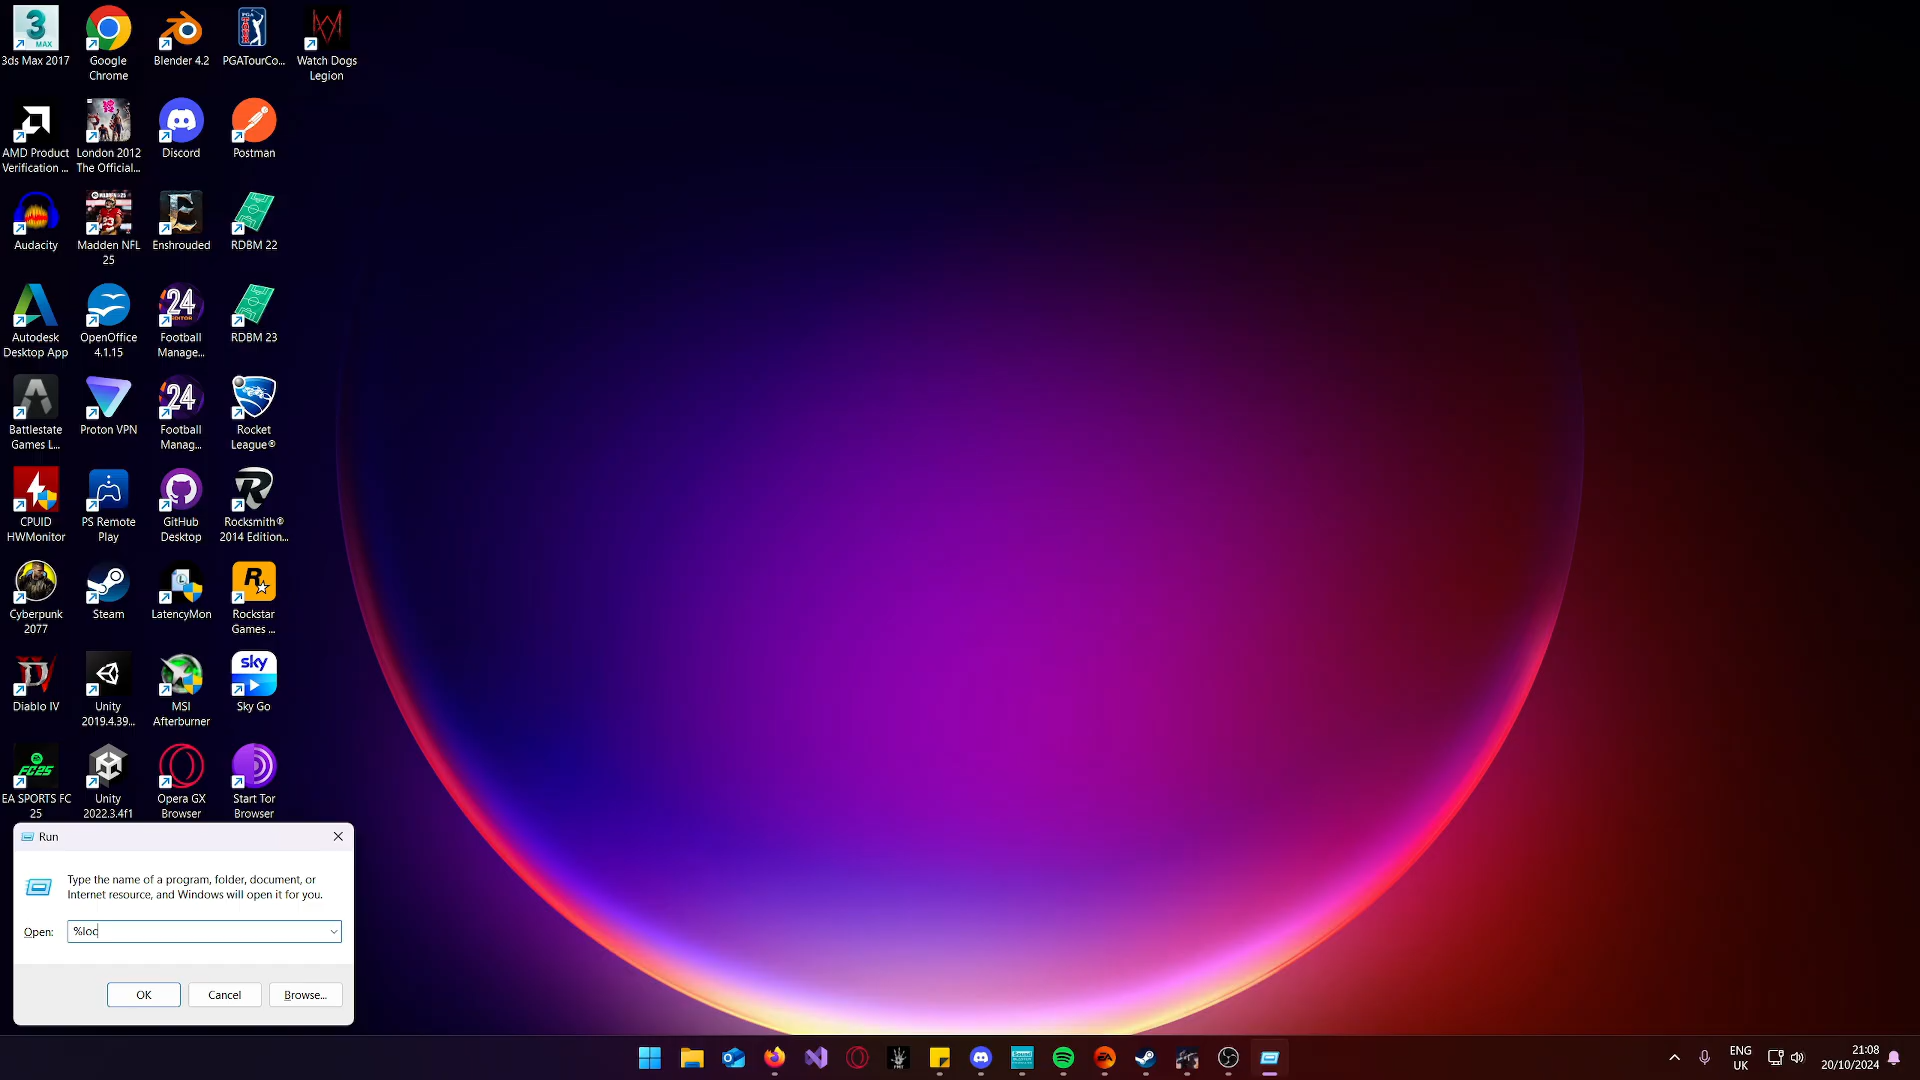 3ds Max 2017
Google
Chrome
Blender 4.2
PGATourCo...
Watch Dogs
Legion
AMD Product
Verification ...
London 2012
The Official...
Discord
Postman
Audacity
Madden NFL
25
Enshrouded
RDBM 22
Autodesk
Desktop App
OpenOffice
4.1.15
Football
Manage...
RDBM 23
Battlestate
Games L...
Proton VPN
Football
Manag...
Rocket
League®
CPUID
HWMonitor
PS Remote
Play
GitHub
Desktop
Rocksmith®
2014 Edition...
Cyberpunk
2077
Steam
LatencyMon
Rockstar
Games ...
Diablo IV
Unity
2019.4.39...
MSI
Afterburner
sky
Sky Go
EA SPORTS FC
25
Unity
2022.3.4f1
Opera GX
Browser
Start Tor
Browser
Run
Type the name of a program, folder, document, or
Internet resource, and Windows will open it for you.
Open:
%loc
OK
Cancel
Browse...
ENG
UK
21:08
20/10/2024